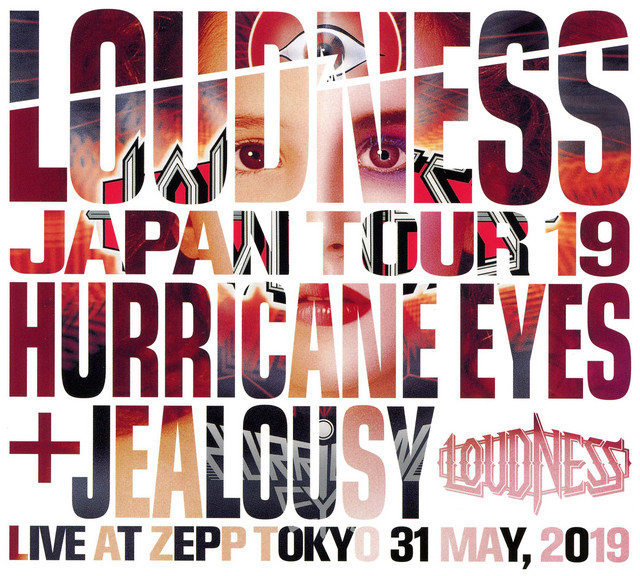 LOUDNESS
JAPAN TOUR 19
HURRICANE EYES
+JEALOUSY
LOUDNESS
LIVE AT ZEPP TOKYO 31 MAY, 2019